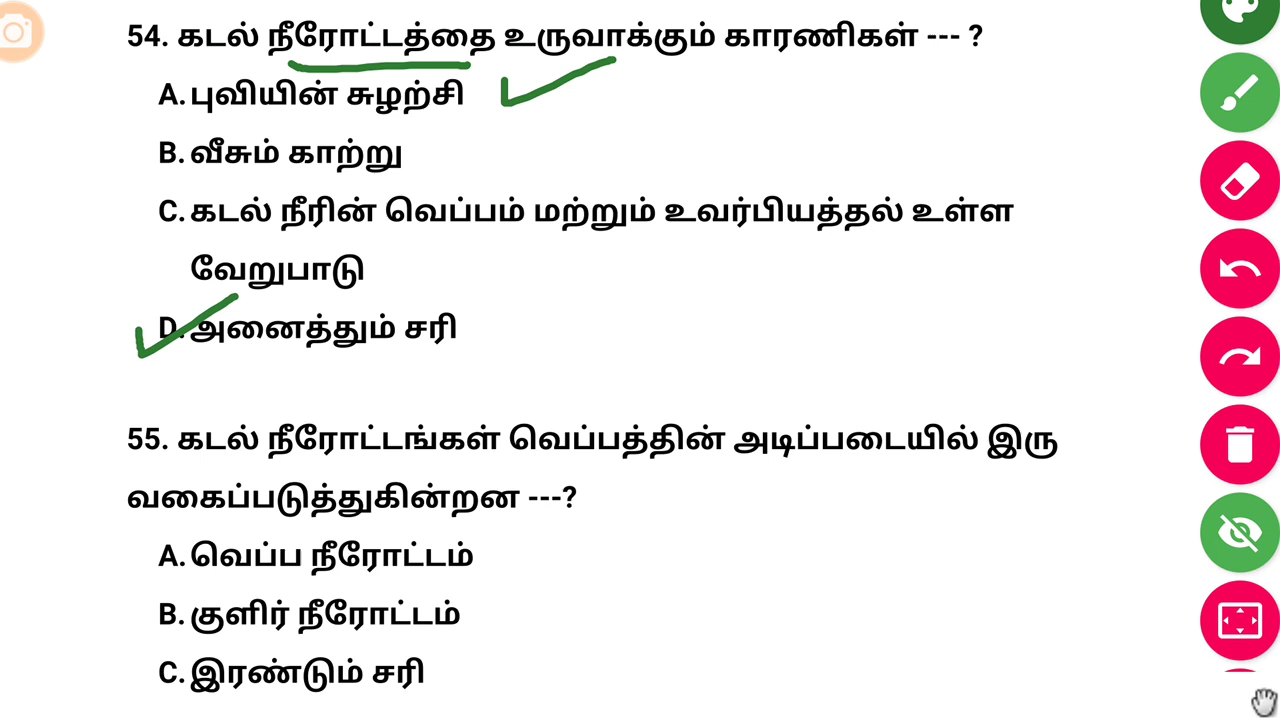 54. கடல் நீரோட்டத்தை உருவாக்கும் காரணிகள் --- ?
A. புவியின் சுழற்சி
B. வீசும் காற்று
C. கடல் நீரின் வெப்பம் மற்றும் உவர்பியத்தல் உள்ள
வேறுபாடு
D. அனைத்தும் சரி
55. கடல் நீரோட்டங்கள் வெப்பத்தின் அடிப்படையில் இரு
வகைப்படுத்துகின்றன ---?
A. வெப்ப நீரோட்டம்
B. குளிர் நீரோட்டம்
C. இரண்டும் சரி